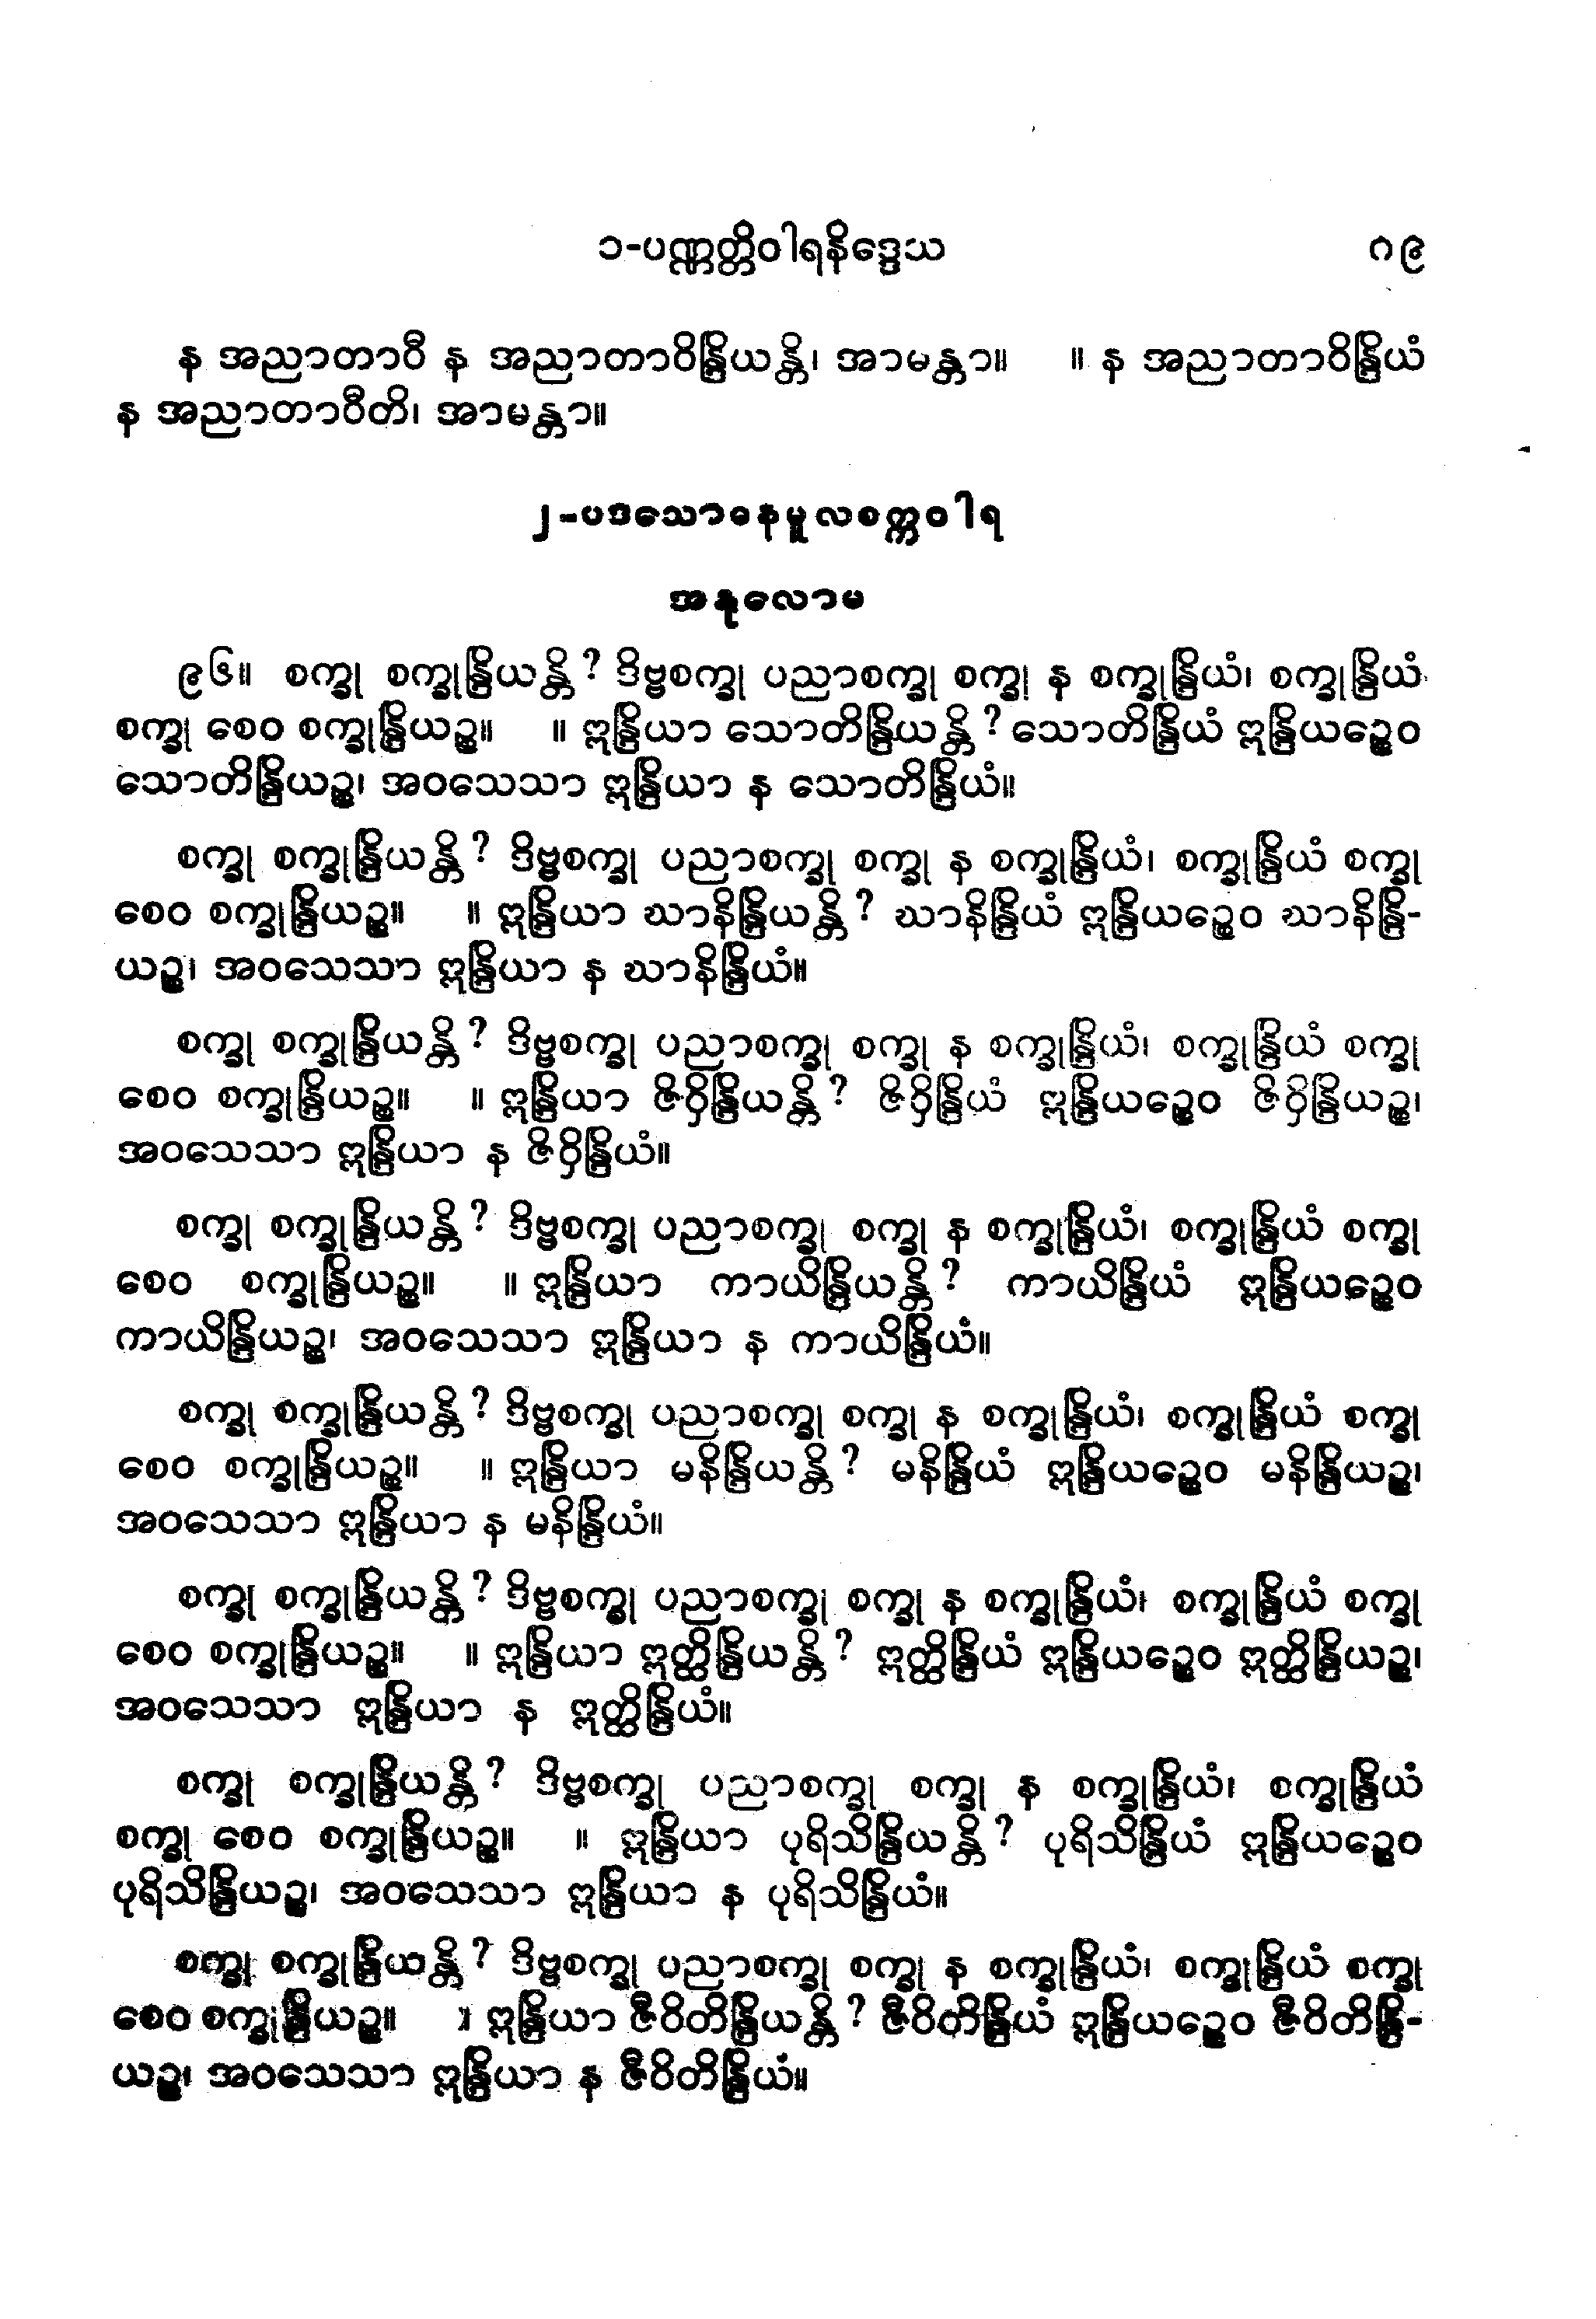 ၁-ပဏ္ဏတ္တိဝါရနိဒ္ဒေသ ၈၉
န အညာတာဝီ န အညာတာဝိန္ဒြိယန္တိ၊ အာမန္တာ။ ။ န အညာတာဝိန္ဒြိယံ
န အညာတာဝီတိ၊ အာမန္တာ။
၂-ပဒသောဓနမူလစက္ကဝါရ
အနုလောမ
၉၆။ စက္ခု စက္ခုန္ဒြိယန္တိ? ဒိဗ္ဗစက္ခု ပညာစက္ခု စက္ခု န စက္ခုန္ဒြိယံ၊ စက္ခုန္ဒြိယံ
စက္ခု စေဝ စက္ခုန္ဒြိယဉ္စ။ ။ ဣန္ဒြိယာ သောတိန္ဒြိယန္တိ? သောတိန္ဒြိယံ ဣန္ဒြိယဉ္စေဝ
သောတိန္ဒြိယဉ္စ၊ အဝသေသာ ဣန္ဒြိယာ န သောတိန္ဒြိယံ။
စက္ခု စက္ခုန္ဒြိယန္တိ? ဒိဗ္ဗစက္ခု ပညာစက္ခု စက္ခု န စက္ခုန္ဒြိယံ၊ စက္ခုန္ဒြိယံ စက္ခု
စေဝ စက္ခုန္ဒြိယဉ္စ။ ။ ဣန္ဒြိယာ ဃာနိန္ဒြိယန္တိ? ဃာနိန္ဒြိယံ ဣန္ဒြိယဉ္စေဝ ဃာနိန္ဒြိ-
ယဉ္စ၊ အဝသေသာ ဣန္ဒြိယာ န ဃာနိန္ဒြိယံ။
စက္ခု စက္ခုန္ဒြိယန္တိ? ဒိဗ္ဗစက္ခု ပညာစက္ခု စက္ခု န စက္ခုန္ဒြိယံ၊ စက္ခုန္ဒြိယံ စက္ခု
စေဝ စက္ခုန္ဒြိယဉ္စ။ ။ ဣန္ဒြိယာ ဇိဝှိန္ဒြိယန္တိ? ဇိဝှိန္ဒြိယံ ဣန္ဒြိယဉ္စေဝ ဇိဝှိန္ဒြိယဉ္စ၊
အဝသေသာ ဣန္ဒြိယာ န ဇိဝှိန္ဒြိယံ။
စက္ခု စက္ခုန္ဒြိယန္တိ? ဒိဗ္ဗစက္ခု ပညာစက္ခု စက္ခု န စက္ခုန္ဒြိယံ၊ စက္ခုန္ဒြိယံ စက္ခု
စေဝ စက္ခုန္ဒြိယဉ္စ။ ။ ဣန္ဒြိယာ ကာယိန္ဒြိယန္တိ? ကာယိန္ဒြိယံ ဣန္ဒြိယဉ္စေဝ
ကာယိန္ဒြိယဉ္စ၊ အဝသေသာ ဣန္ဒြိယာ န ကာယိန္ဒြိယံ။
စက္ခု စက္ခုန္ဒြိယန္တိ? ဒိဗ္ဗစက္ခု ပညာစက္ခု စက္ခု န စက္ခုန္ဒြိယံ၊ စက္ခုန္ဒြိယံ စက္ခု
စေဝ စက္ခုန္ဒြိယဉ္စ။ ။ ဣန္ဒြိယာ မနိန္ဒြိယန္တိ? မနိန္ဒြိယံ ဣန္ဒြိယဉ္စေဝ မနိန္ဒြိယဉ္စ၊
အဝသေသာ ဣန္ဒြိယာ န မနိန္ဒြိယံ။
စက္ခု စက္ခုန္ဒြိယန္တိ? ဒိဗ္ဗစက္ခု ပညာစက္ခု စက္ခု န စက္ခုန္ဒြိယံ၊ စက္ခုန္ဒြိယံ စက္ခု
စေဝ စက္ခုန္ဒြိယဉ္စ။ ။ ဣန္ဒြိယာ ဣတ္ထိန္ဒြိယန္တိ? ဣတ္ထိန္ဒြိယံ ဣန္ဒြိယဉ္စေဝ ဣတ္ထိန္ဒြိယဉ္စ၊
အဝသေသာ ဣန္ဒြိယာ န ဣတ္ထိန္ဒြိယံ။
စက္ခု စက္ခုန္ဒြိယန္တိ? ဒိဗ္ဗစက္ခု ပညာစက္ခု စက္ခု န စက္ခုန္ဒြိယံ၊ စက္ခုန္ဒြိယံ
စက္ခု စေဝ စက္ခုန္ဒြိယဉ္စ။ ။ ဣန္ဒြိယာ ပုရိသိန္ဒြိယန္တိ? ပုရိသိန္ဒြိယံ ဣန္ဒြိယဉ္စေဝ
ပုရိသိန္ဒြိယဉ္စ၊ အဝသေသာ ဣန္ဒြိယာ န ပုရိသိန္ဒြိယံ။
စက္ခု စက္ခုန္ဒြိယန္တိ? ဒိဗ္ဗစက္ခု ပညာစက္ခု စက္ခု န စက္ခုန္ဒြိယံ၊ စက္ခုန္ဒြိယံ စက္ခု
စေဝ စက္ခုန္ဒြိယဉ္စ။ ။ ဣန္ဒြိယာ ဇီဝိတိန္ဒြိယန္တိ? ဇီဝိတိန္ဒြိယံ ဣန္ဒြိယဉ္စေဝ ဇီဝိတိန္ဒြိ-
ယဉ္စ၊ အဝသေသာ ဣန္ဒြိယာ န ဇီဝိတိန္ဒြိယံ။